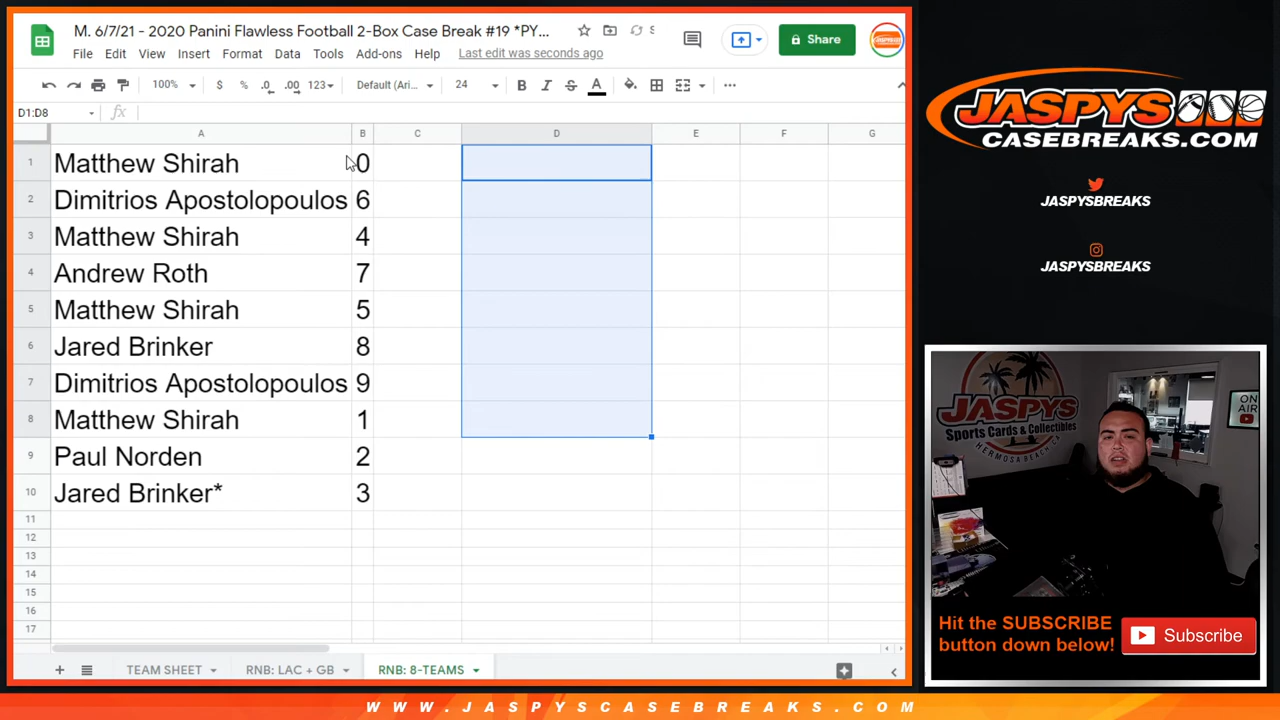 M. 6/7/21 - 2020 Panini Flawless Football 2-Box Case Break #19 *PY...
File Edit View Insert Format Data Tools Add-ons Help Last edit was seconds ago
Share
100% $ % .0 .00 123 Default (Ari... 24 B I S A
D1:D8 fx
A B C D E F G
1 Matthew Shirah 0
2 Dimitrios Apostolopoulos 6
3 Matthew Shirah 4
4 Andrew Roth 7
5 Matthew Shirah 5
6 Jared Brinker 8
7 Dimitrios Apostolopoulos 9
8 Matthew Shirah 1
9 Paul Norden 2
10 Jared Brinker* 3
11
12
13
14
15
16
17
TEAM SHEET RNB: LAC + GB RNB: 8-TEAMS
JASPYS
CASEBREAKS.COM
JASPYSBREAKS
JASPYSBREAKS
JASPYS
Sports Cards & Collectibles
HERMOSA BEACH
ON
AIR
Hit the SUBSCRIBE
button down below!
Subscribe
WWW.JASPYSCASEBREAKS.COM